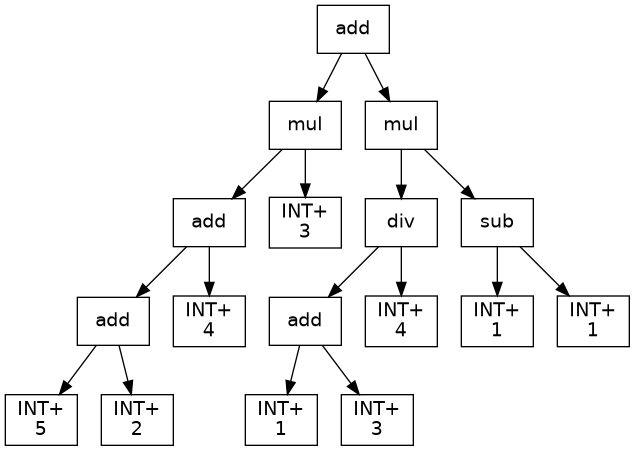 add
mul
mul
add
INT+
3
div
sub
add
INT+
4
add
INT+
4
INT+
1
INT+
1
INT+
5
INT+
2
INT+
1
INT+
3